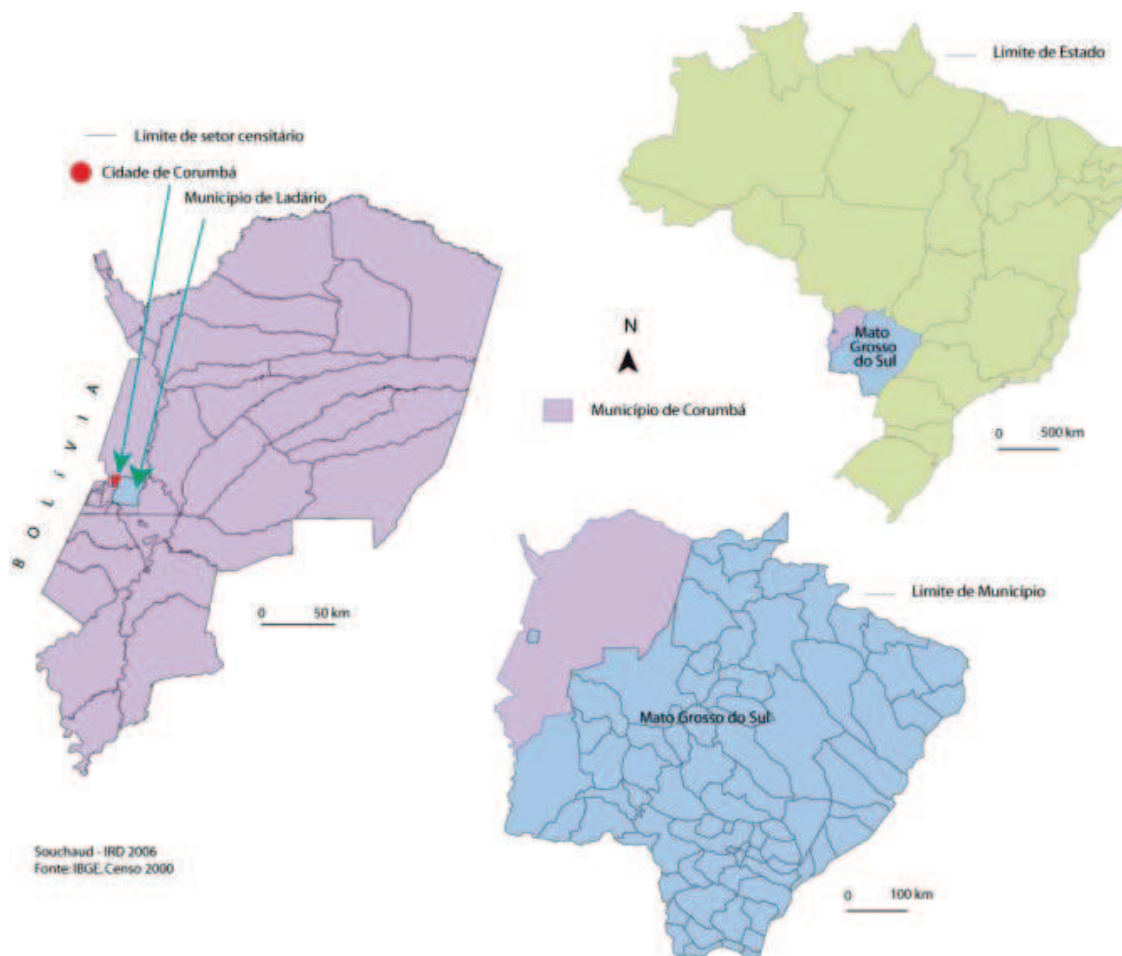 Limite de Estado
Limite de setor censitário
Cidade de Corumbá
Município de Ladário
BOLÍVIA
N
Mato
Grosso
do Sul
Município de Corumbá
0 500 km
0 50 km
Limite de Município
Mato Grosso do Sul
0 100 km
Souchaud - IRD 2006
Fonte: IBGE, Censo 2000